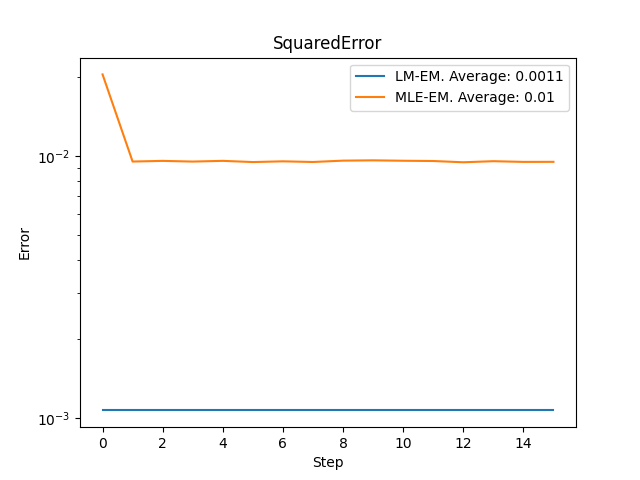 SquaredError
LM-EM. Average: 0.0011
MLE-EM. Average: 0.01
10⁻²
10⁻³
Error
0 2 4 6 8 10 12 14
Step